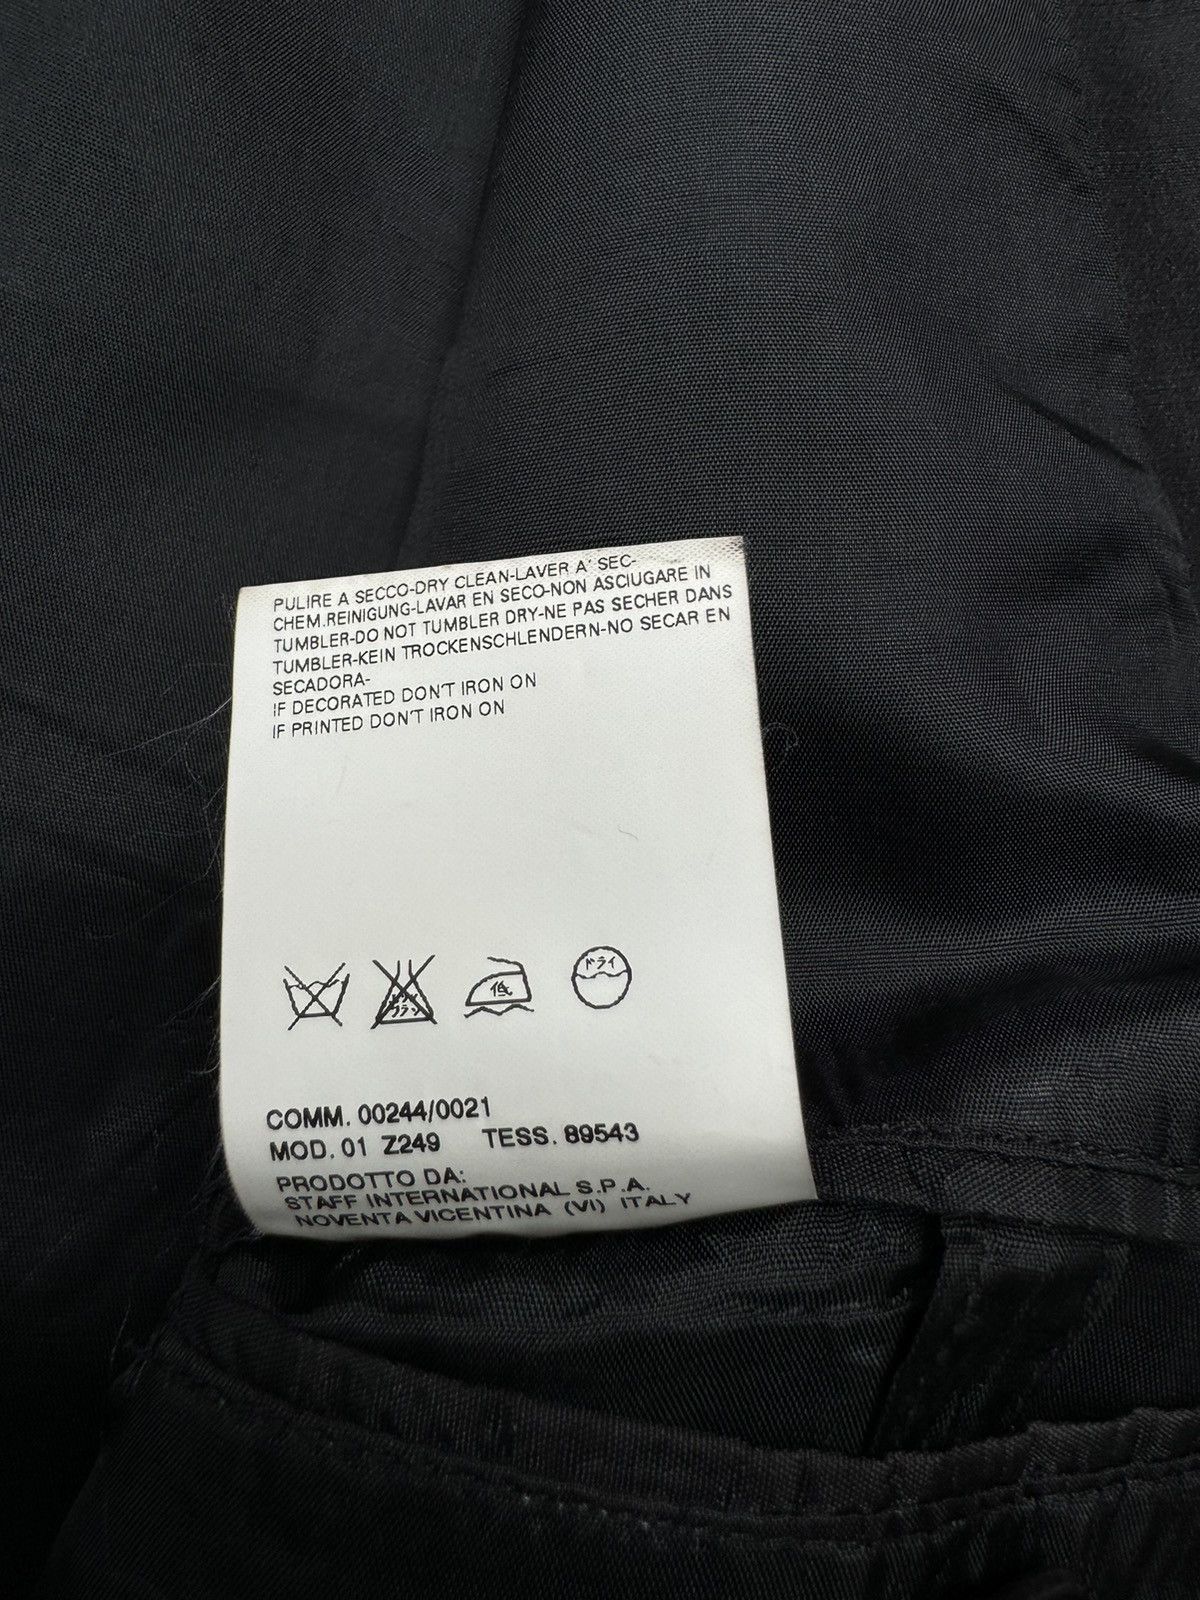 PULIRE A SECCO-DRY CLEAN-LAVER A' SEC-
CHEM.REINIGUNG-LAVAR EN SECO-NON ASCIUGARE IN
TUMBLER-DO NOT TUMBLER DRY-NE PAS SECHER DANS
TUMBLER-KEIN TROCKENSCHLENDERN-NO SECAR EN
SECADORA-
IF DECORATED DON'T IRON ON
IF PRINTED DON'T IRON ON
低 ドライ
COMM. 00244/0021
MOD. 01 Z249 TESS. 89543
PRODOTTO DA:
STAFF INTERNATIONAL S.P.A.
NOVENTA VICENTINA (VI) ITALY